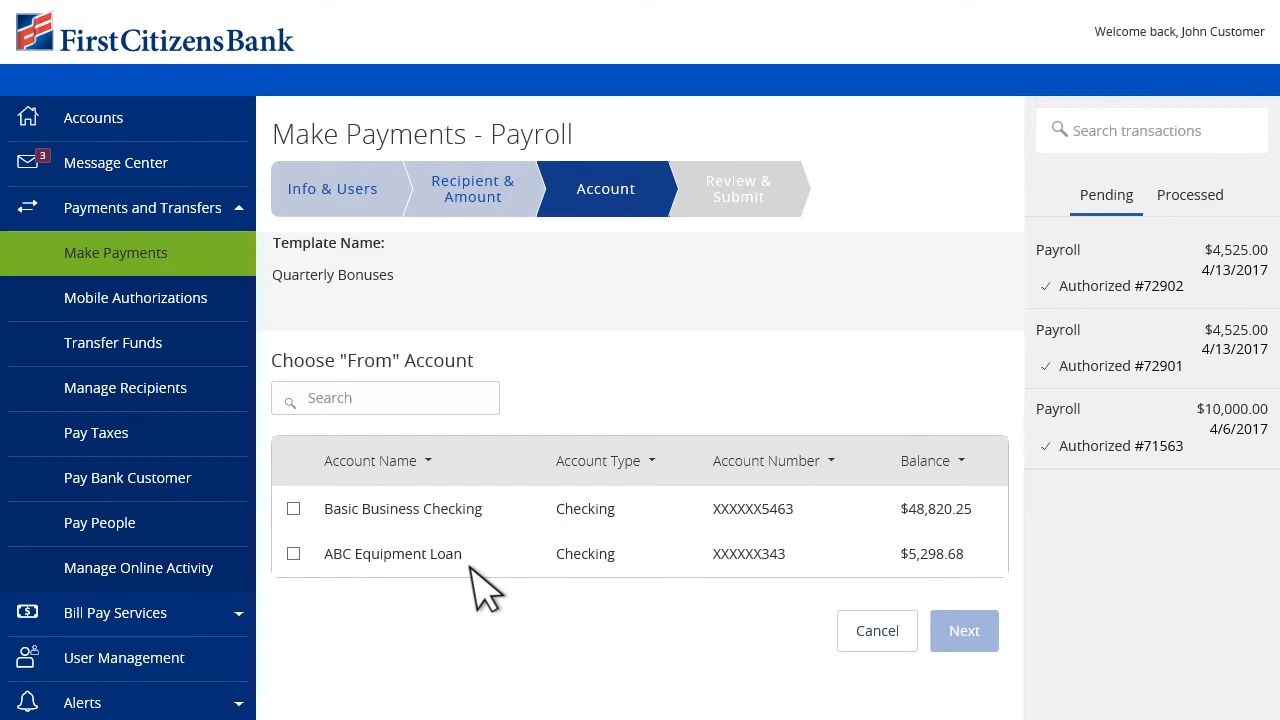 FirstCitizensBank
Welcome back, John Customer
Accounts
3
Message Center
Payments and Transfers
Make Payments
Mobile Authorizations
Transfer Funds
Manage Recipients
Pay Taxes
Pay Bank Customer
Pay People
Manage Online Activity
$
Bill Pay Services
User Management
Alerts
Make Payments - Payroll
Info & Users
Recipient &
Amount
Account
Review &
Submit
Template Name:
Quarterly Bonuses
Choose "From" Account
Search
Account Name Account Type Account Number Balance
Basic Business Checking Checking XXXXXX5463 $48,820.25
ABC Equipment Loan Checking XXXXXX343 $5,298.68
Cancel Next
Search transactions
Pending Processed
Payroll $4,525.00
4/13/2017
Authorized #72902
Payroll $4,525.00
4/13/2017
Authorized #72901
Payroll $10,000.00
4/6/2017
Authorized #71563